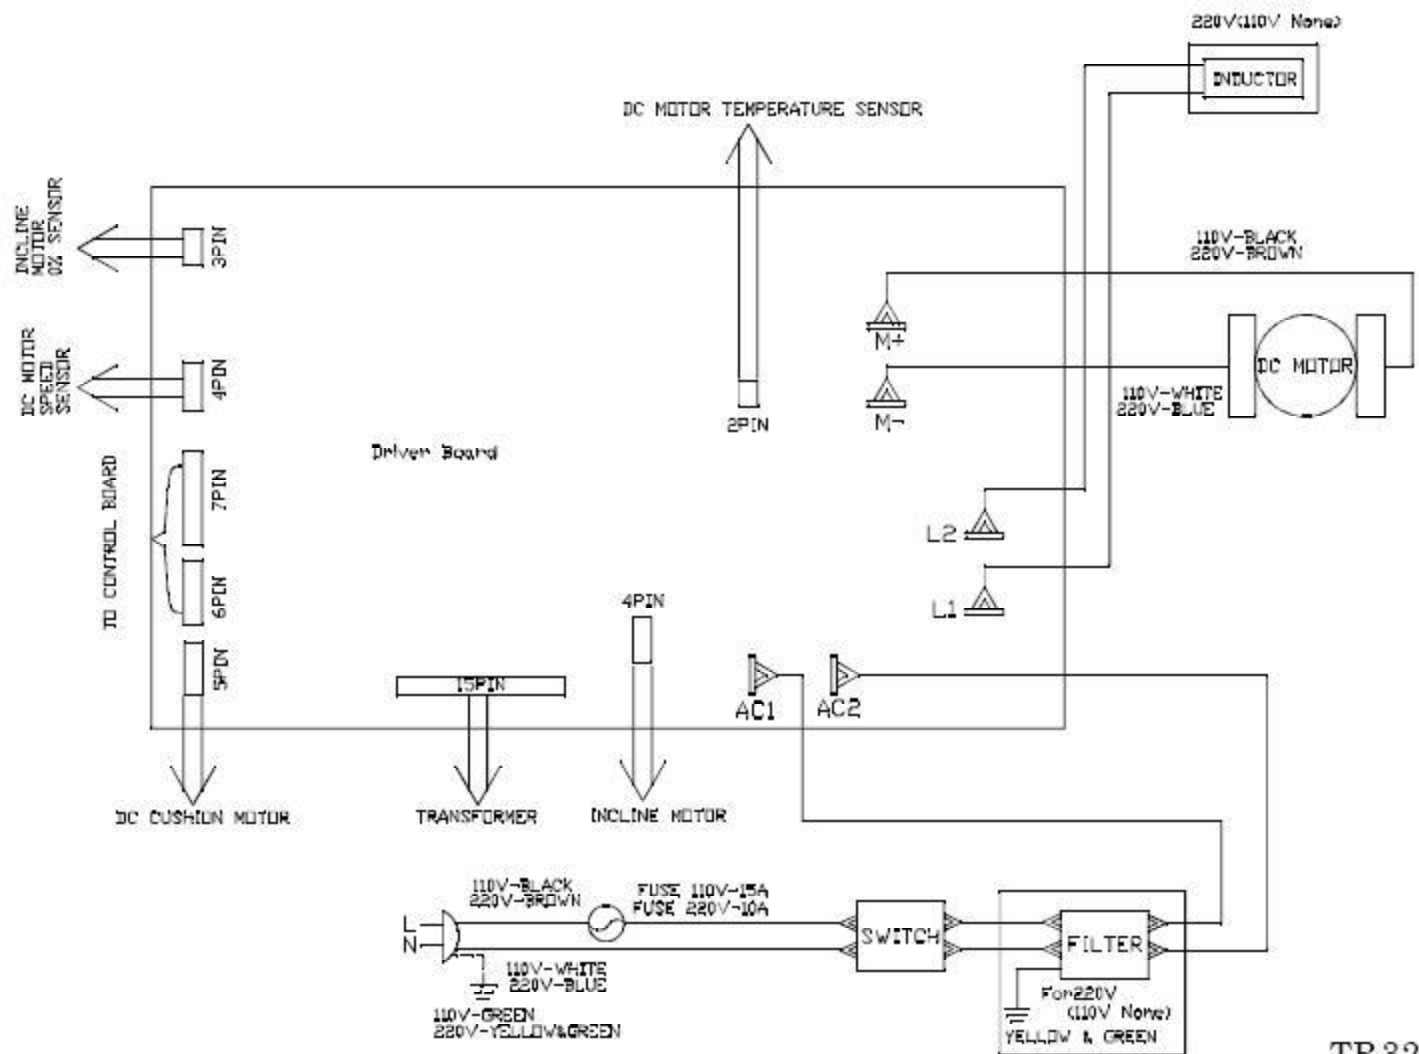 220V(110V None)
INDUCTOR
DC MOTOR TEMPERATURE SENSOR
INCLINE
MOTOR
0% SENSOR
3PIN
110V-BLACK
220V-BROWN
M+
DC MOTOR
SPEED
SENSOR
4PIN
DC MOTOR
M-
110V-WHITE
220V-BLUE
2PIN
Driver Board
TO CONTROL BOARD
7PIN
6PIN
5PIN
L2
L1
4PIN
15PIN
AC1
AC2
DC CUSHION MOTOR
TRANSFORMER
INCLINE MOTOR
110V-BLACK
220V-BROWN
FUSE 110V-15A
FUSE 220V-10A
L
N
SWITCH
FILTER
110V-WHITE
220V-BLUE
For220V
(110V None)
110V-GREEN
220V-YELLOW&GREEN
YELLOW & GREEN